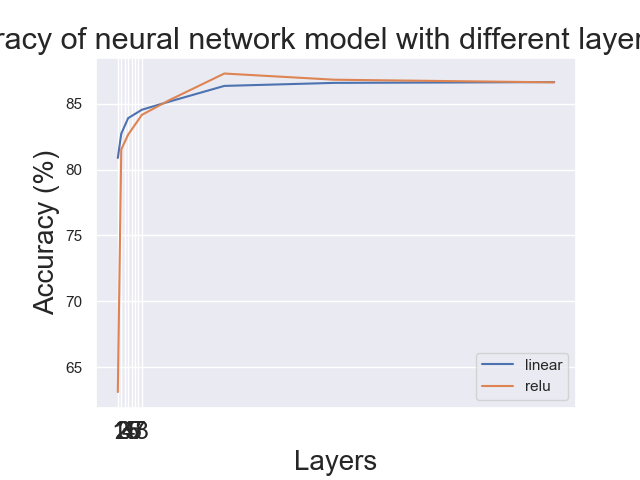 racy of neural network model with different layer
85
80
75
70
65
Accuracy (%)
linear
relu
Layers